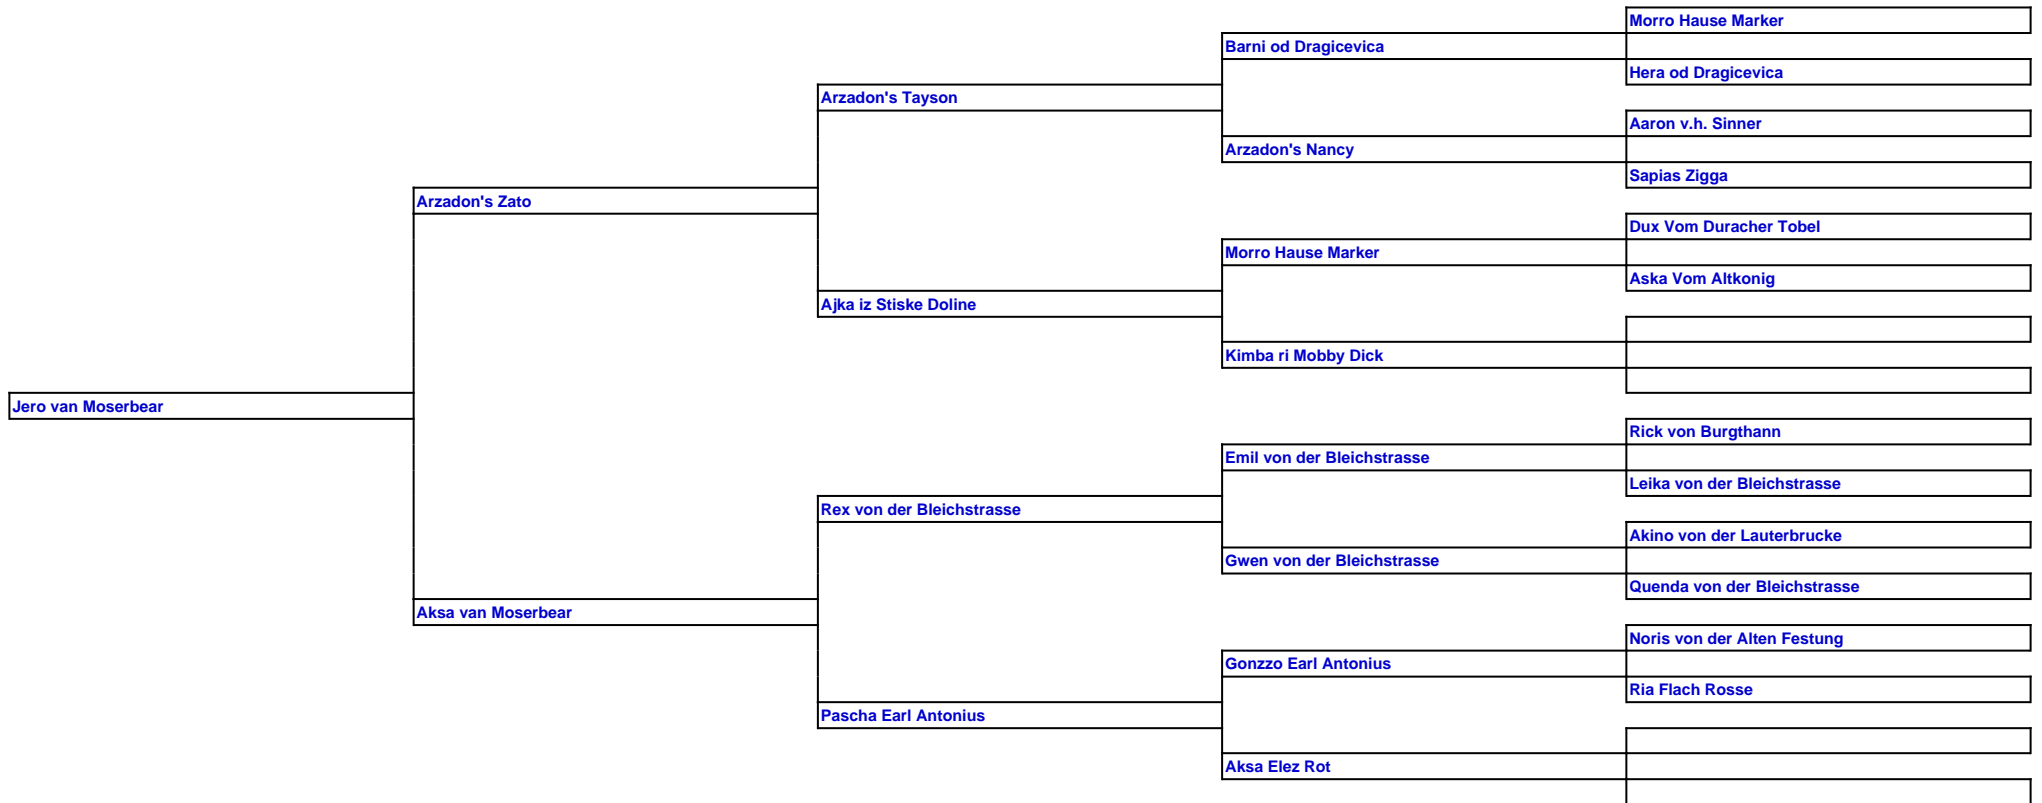 Morro Hause Marker
Barni od Dragicevica
Hera od Dragicevica
Arzadon's Tayson
Aaron v.h. Sinner
Arzadon's Nancy
Sapias Zigga
Arzadon's Zato
Dux Vom Duracher Tobel
Morro Hause Marker
Aska Vom Altkonig
Ajka iz Stiske Doline
Kimba ri Mobby Dick
Jero van Moserbear
Rick von Burgthann
Emil von der Bleichstrasse
Leika von der Bleichstrasse
Rex von der Bleichstrasse
Akino von der Lauterbrucke
Gwen von der Bleichstrasse
Quenda von der Bleichstrasse
Aksa van Moserbear
Noris von der Alten Festung
Gonzzo Earl Antonius
Ria Flach Rosse
Pascha Earl Antonius
Aksa Elez Rot